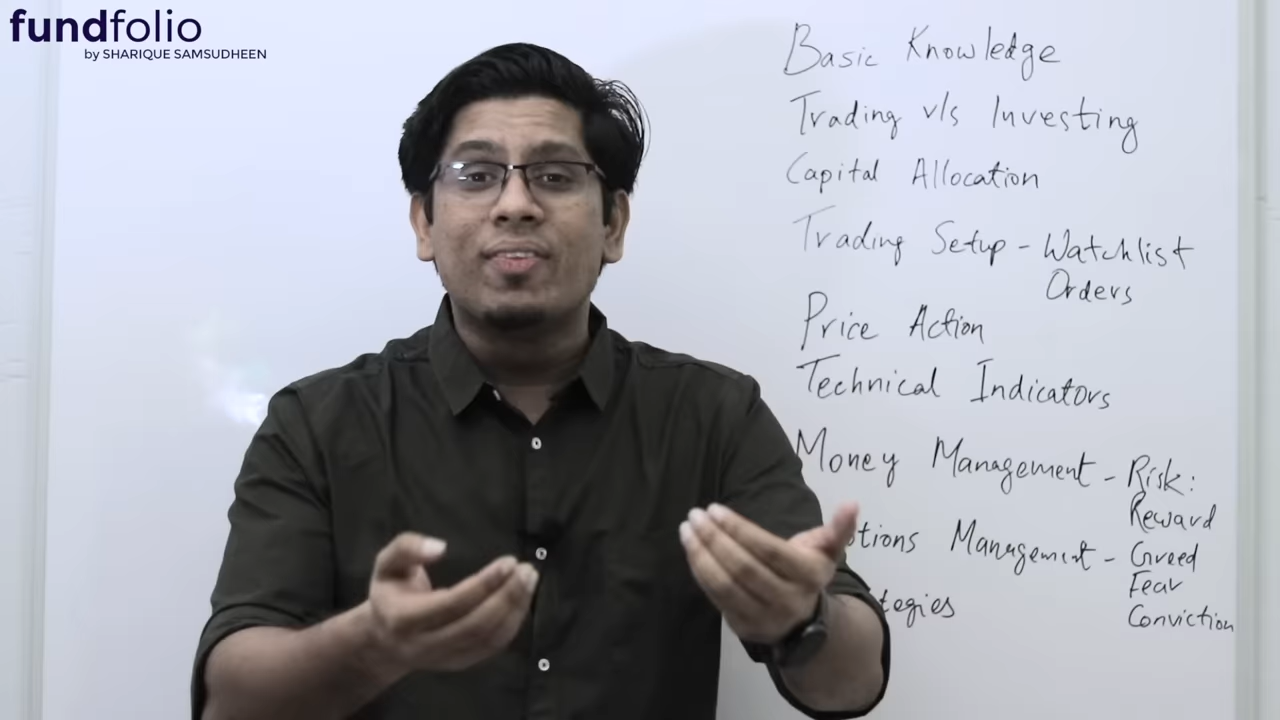 fundfolio
by SHARIQUE SAMSUDHEEN
Basic Knowledge
Trading v/s Investing
Capital Allocation
Trading Setup - Watchlist
Orders
Price Action
Technical Indicators
Money Management - Risk:
Reward
Management - Greed
Fear
Conviction